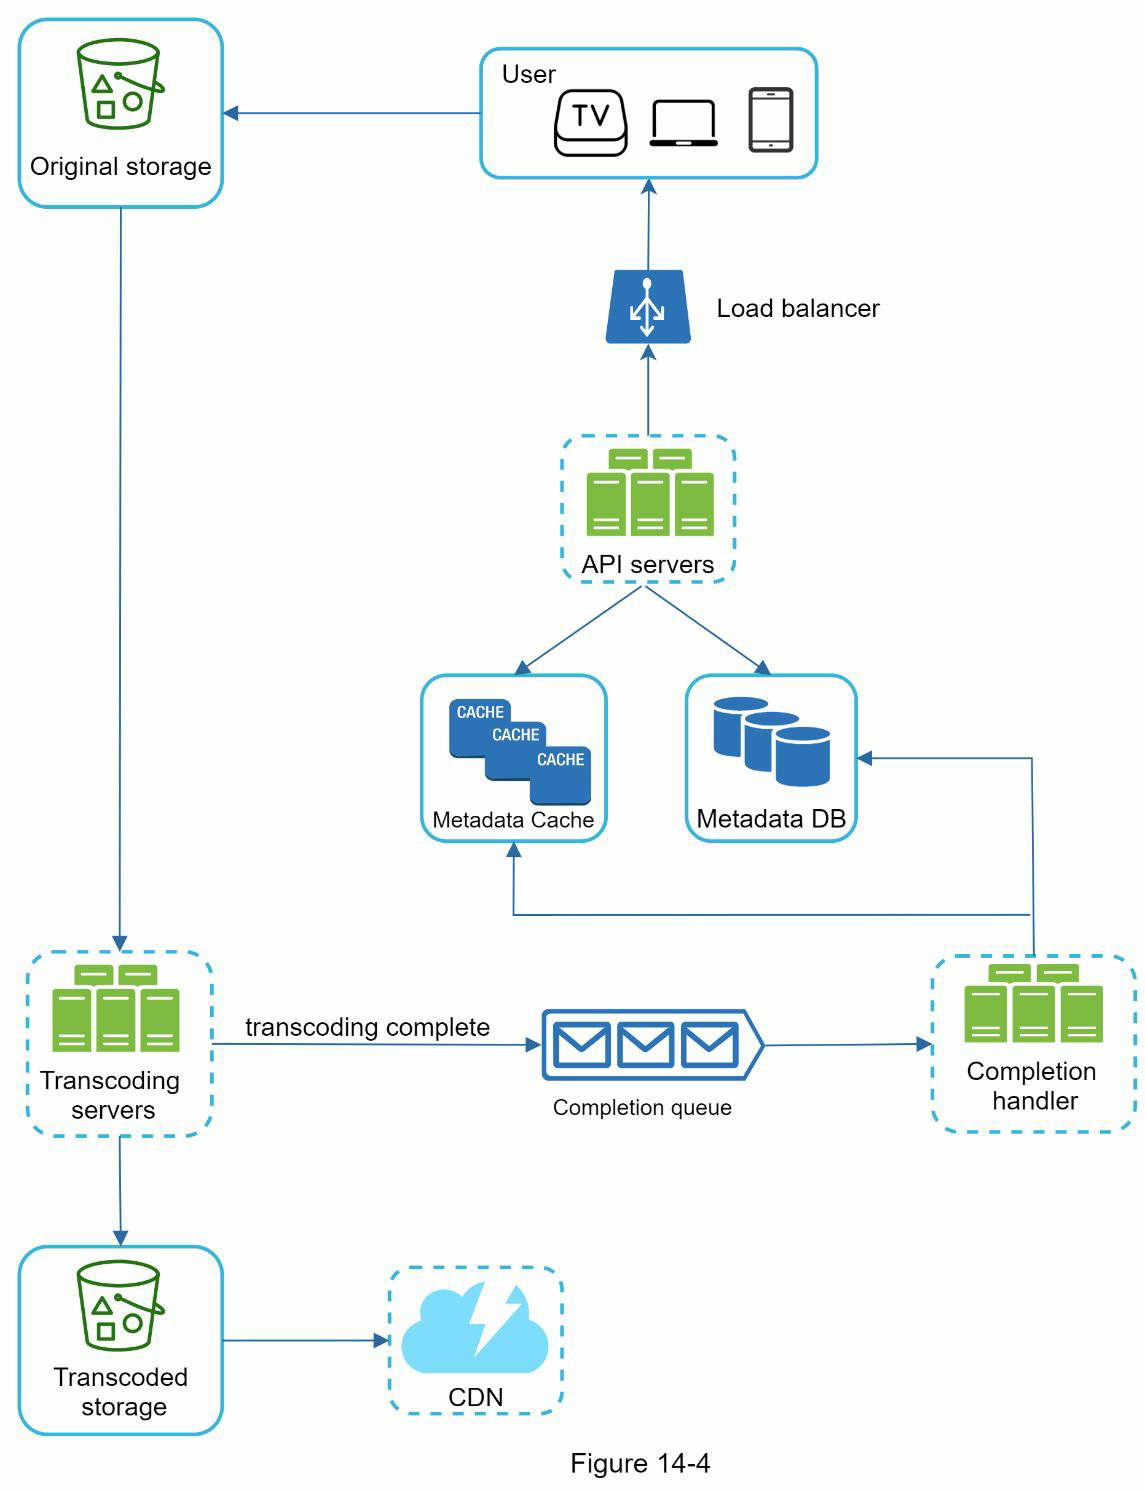 User
TV
Original storage
Load balancer
API servers
CACHE
CACHE
CACHE
Metadata Cache
Metadata DB
transcoding complete
Transcoding
servers
Completion queue
Completion
handler
Transcoded
storage
CDN
Figure 14-4